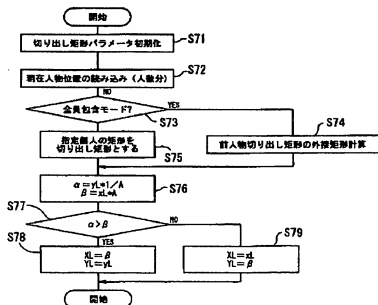 開始
切り出し矩形パラメータ初期化
S71
現在人物位置の読み込み（人数分）
S72
NO
全員包含モード?
YES
S73
S74
指定個人の矩形を
切り出し矩形とする
S75
前人物切り出し矩形の外接矩形計算
α=yL*1/A
β=xL*A
S76
S77
α>β
NO
YES
S78
S79
XL=β
YL=yL
XL=xL
YL=β
開始